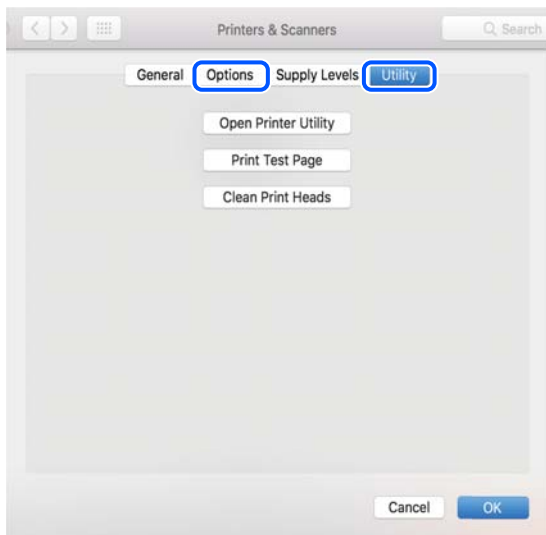 Printers & Scanners Search
General Options Supply Levels Utility
Open Printer Utility
Print Test Page
Clean Print Heads
Cancel OK